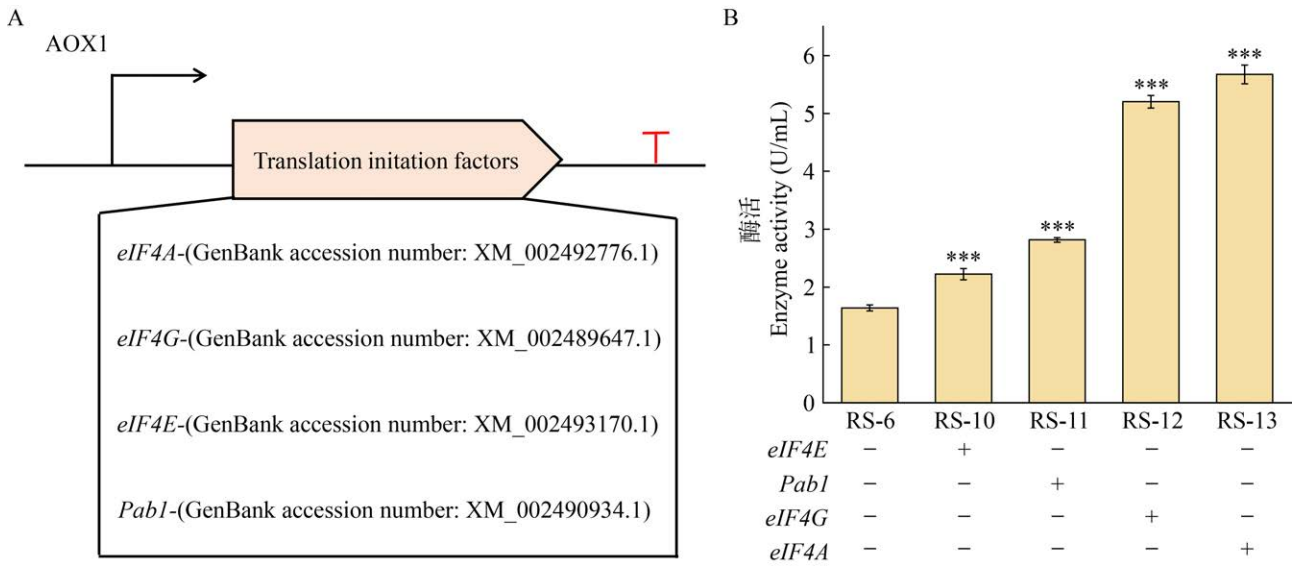 A
AOX1
Translation initation factors
eIF4A-(GenBank accession number: XM_002492776.1)
eIF4G-(GenBank accession number: XM_002489647.1)
eIF4E-(GenBank accession number: XM_002493170.1)
Pab1-(GenBank accession number: XM_002490934.1)
B
酶活
Enzyme activity (U/mL)
6
5
4
3
2
1
0
***
***
***
***
RS-6 RS-10 RS-11 RS-12 RS-13
eIF4E − + − − −
Pab1 − − + − −
eIF4G − − − + −
eIF4A − − − − +